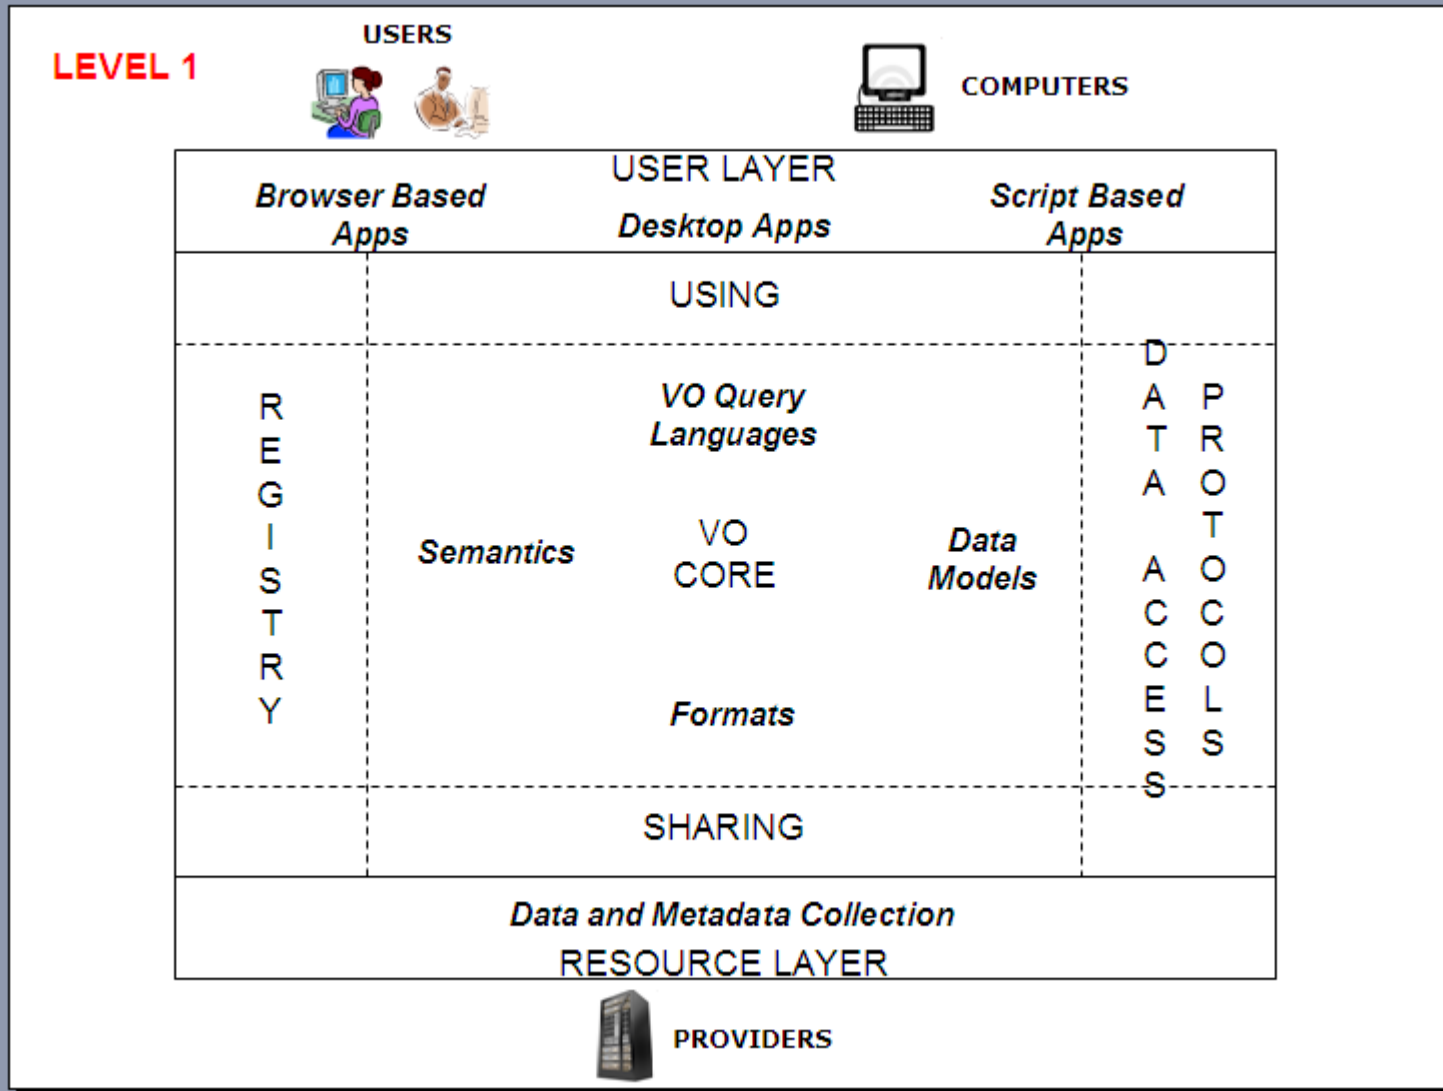 USERS
LEVEL 1
COMPUTERS
USER LAYER
Browser Based
Apps
Desktop Apps
Script Based
Apps
USING
REGISTRY
VO Query
Languages
Semantics
VO
CORE
Data
Models
Formats
DATA ACCESS
PROTOCOLS
SHARING
Data and Metadata Collection
RESOURCE LAYER
PROVIDERS